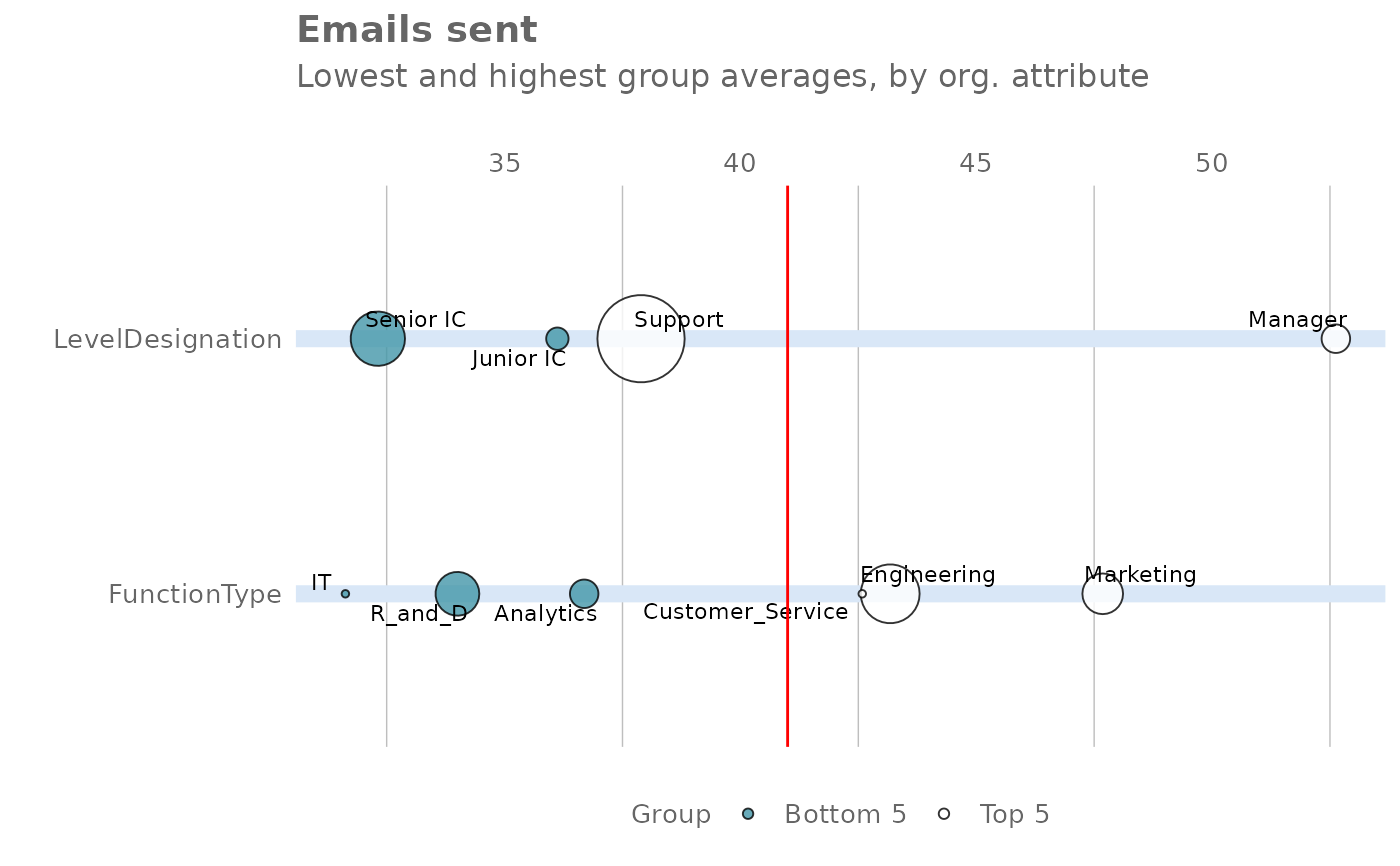 Emails sent
Lowest and highest group averages, by org. attribute
35 40 45 50
LevelDesignation
Senior IC
Support
Manager
Junior IC
FunctionType
IT
Engineering
Marketing
R_and_D
Analytics
Customer_Service
Group Bottom 5 Top 5